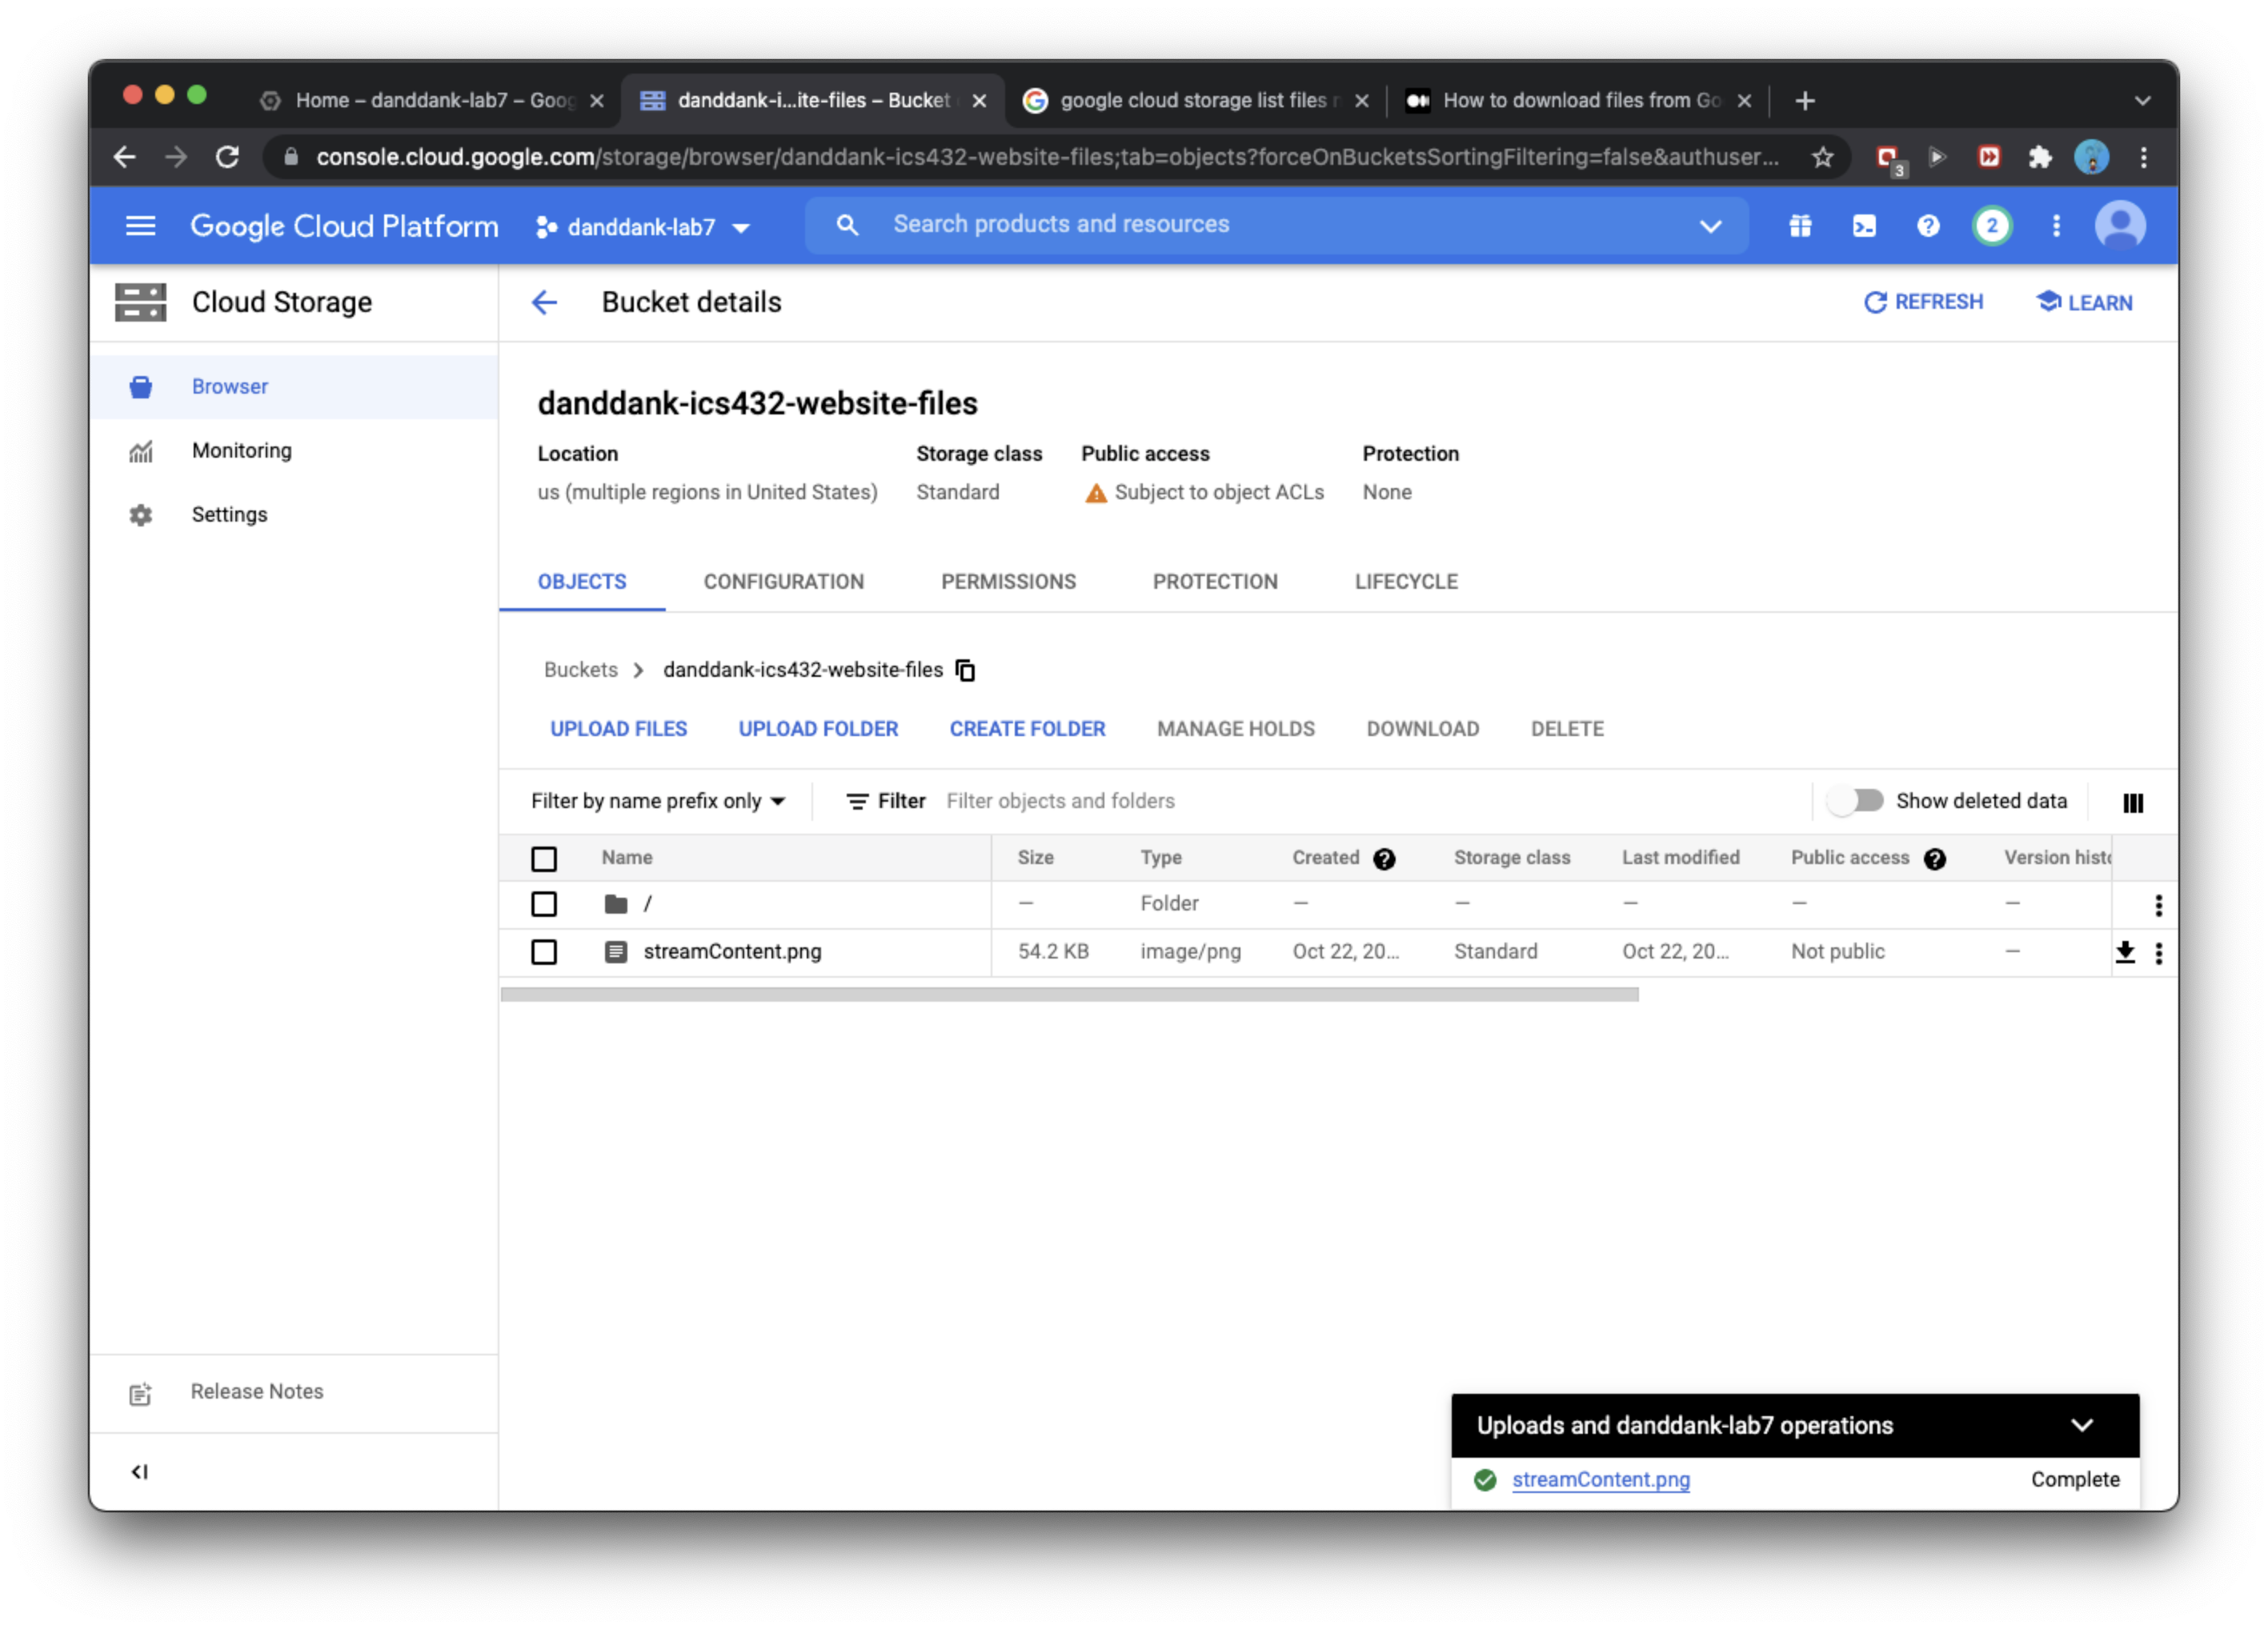 Home – danddank-lab7 – Goog
danddank-i...ite-files – Bucket
google cloud storage list files
How to download files from Go
console.cloud.google.com/storage/browser/danddank-ics432-website-files;tab=objects?forceOnBucketsSortingFiltering=false&authuser...
3
Google Cloud Platform
danddank-lab7
Search products and resources
2
Cloud Storage
Bucket details
REFRESH
LEARN
Browser
Monitoring
Settings
danddank-ics432-website-files
Location Storage class Public access Protection
us (multiple regions in United States) Standard Subject to object ACLs None
OBJECTS CONFIGURATION PERMISSIONS PROTECTION LIFECYCLE
Buckets > danddank-ics432-website-files
UPLOAD FILES UPLOAD FOLDER CREATE FOLDER MANAGE HOLDS DOWNLOAD DELETE
Filter by name prefix only Filter Filter objects and folders Show deleted data
Name Size Type Created Storage class Last modified Public access Version histo
/ — Folder — — — — —
streamContent.png 54.2 KB image/png Oct 22, 20... Standard Oct 22, 20... Not public —
Release Notes
Uploads and danddank-lab7 operations
streamContent.png Complete